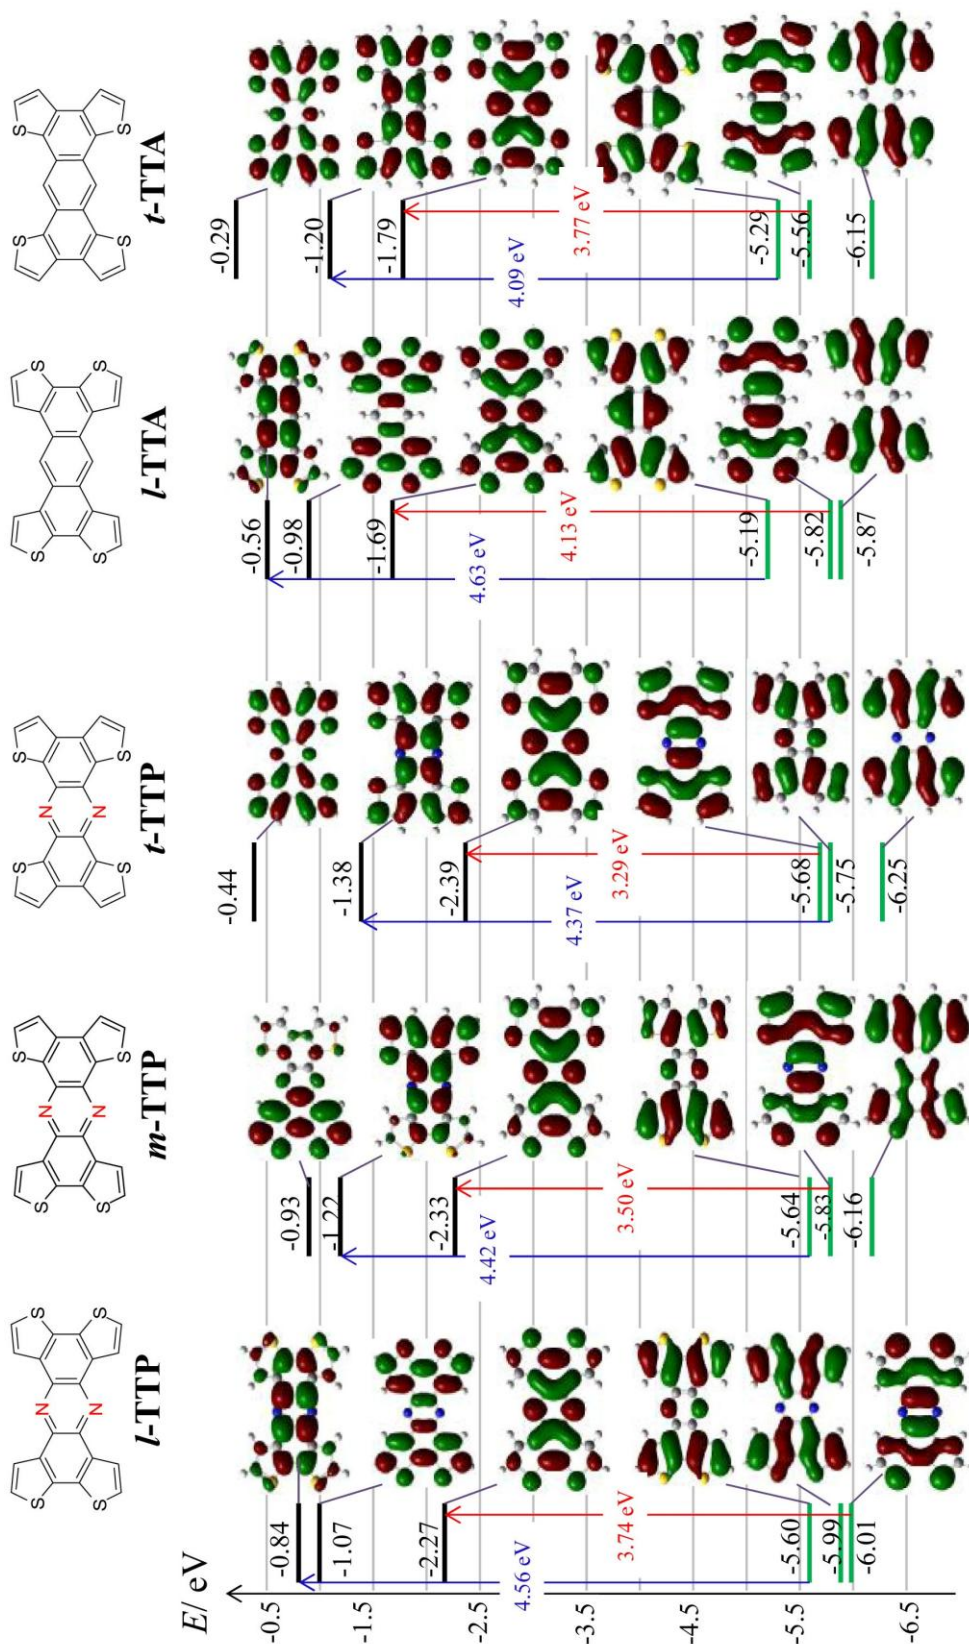 E/ eV
-0.5
-1.5
-2.5
-3.5
-4.5
-5.5
-6.5
S
S
S
S
N
N
l-TTP
-0.84
-1.07
-2.27
4.56 eV
3.74 eV
-5.60
-5.99
-6.01
S
S
S
S
N
N
m-TTP
-0.93
-1.22
-2.33
4.42 eV
3.50 eV
-5.64
-5.83
-6.16
S
S
S
S
N
N
t-TTP
-0.44
-1.38
-2.39
4.37 eV
3.29 eV
-5.68
-5.75
-6.25
S
S
S
S
l-TTA
-0.56
-0.98
-1.69
4.63 eV
4.13 eV
-5.19
-5.82
-5.87
S
S
S
S
t-TTA
-0.29
-1.20
-1.79
4.09 eV
3.77 eV
-5.29
-5.56
-6.15